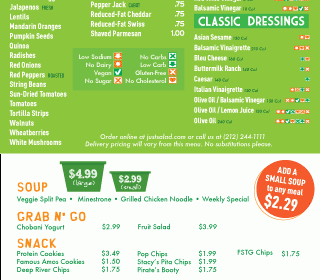 Jalapenos FRESH
Lentils
Mandarin Oranges
Pumpkin Seeds
Quinoa
Radishes
Red Onions
Red Peppers ROASTED
String Beans
Sun-Dried Tomatoes
Tomatoes
Tortilla Strips
Walnuts
Wheatberries
White Mushrooms
Pepper Jack CABOT .75
Reduced-Fat Cheddar .75
Reduced-Fat Swiss .75
Shaved Parmesan 1.00
Low Sodium
No Dairy
Vegan
No Sugar
No Carbs
Low Carb
Gluten-Free
No Cholesterol
CLASSIC DRESSINGS
Asian Sesame
Balsamic Vinaigrette
Bleu Cheese
Buttermilk Ranch
Caesar
Italian Vinaigrette
Olive Oil / Balsamic Vinegar
Olive Oil / Lemon Juice
Olive Oil
Order online at justsalad.com or call us at (212) 244-1111
Delivery pricing will vary from this menu. No substitutions please.
SOUP
$4.99
(large)
$2.99
(small)
Veggie Split Pea • Minestrone • Grilled Chicken Noodle • Weekly Special
ADD A
SMALL SOUP
to any meal
$2.29
GRAB N' GO
Chobani Yogurt $2.99 Fruit Salad $3.99
SNACK
Protein Cookies $3.49 Pop Chips $1.99 FSTG Chips $1.75
Famous Amos Cookies $1.50 Stacy's Pita Chips $1.99
Deep River Chips $1.75 Pirate's Booty $1.75